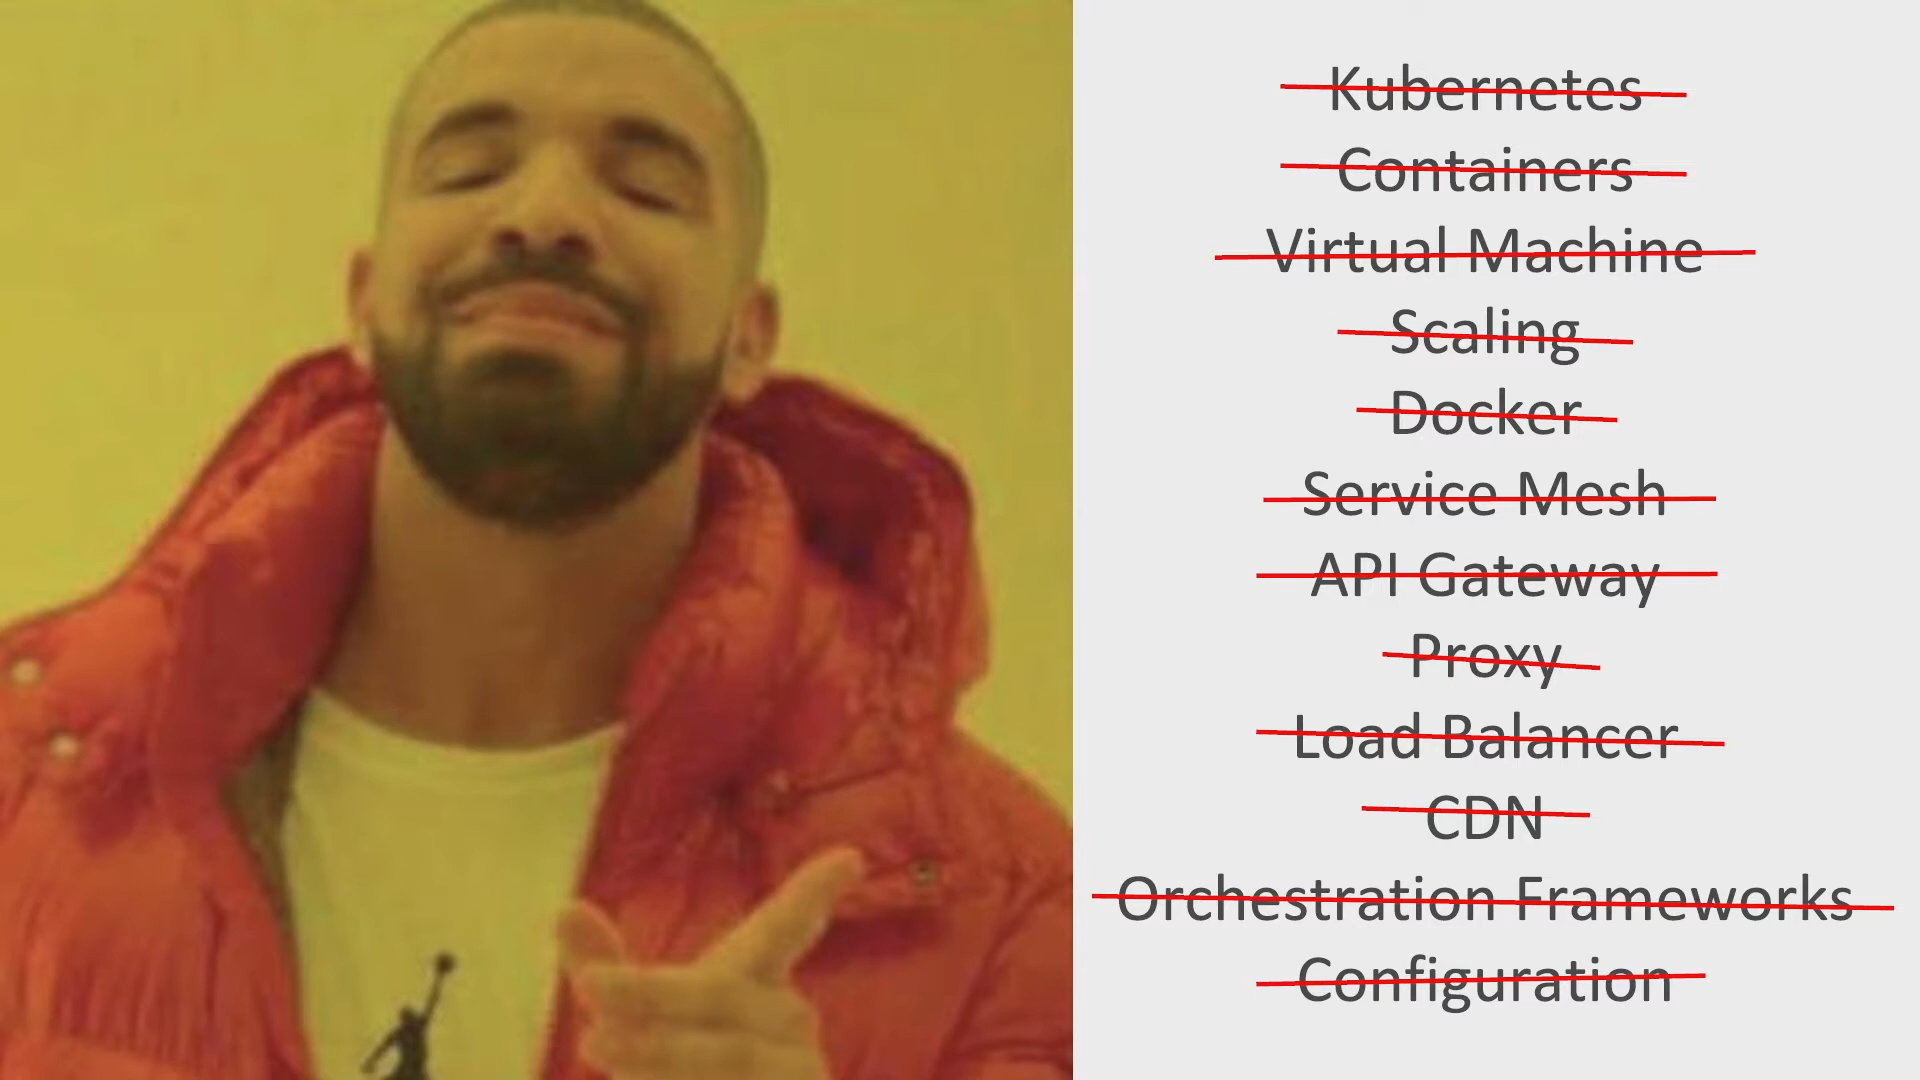 Kubernetes
Containers
Virtual Machine
Scaling
Docker
Service Mesh
API Gateway
Proxy
Load Balancer
CDN
Orchestration Frameworks
Configuration